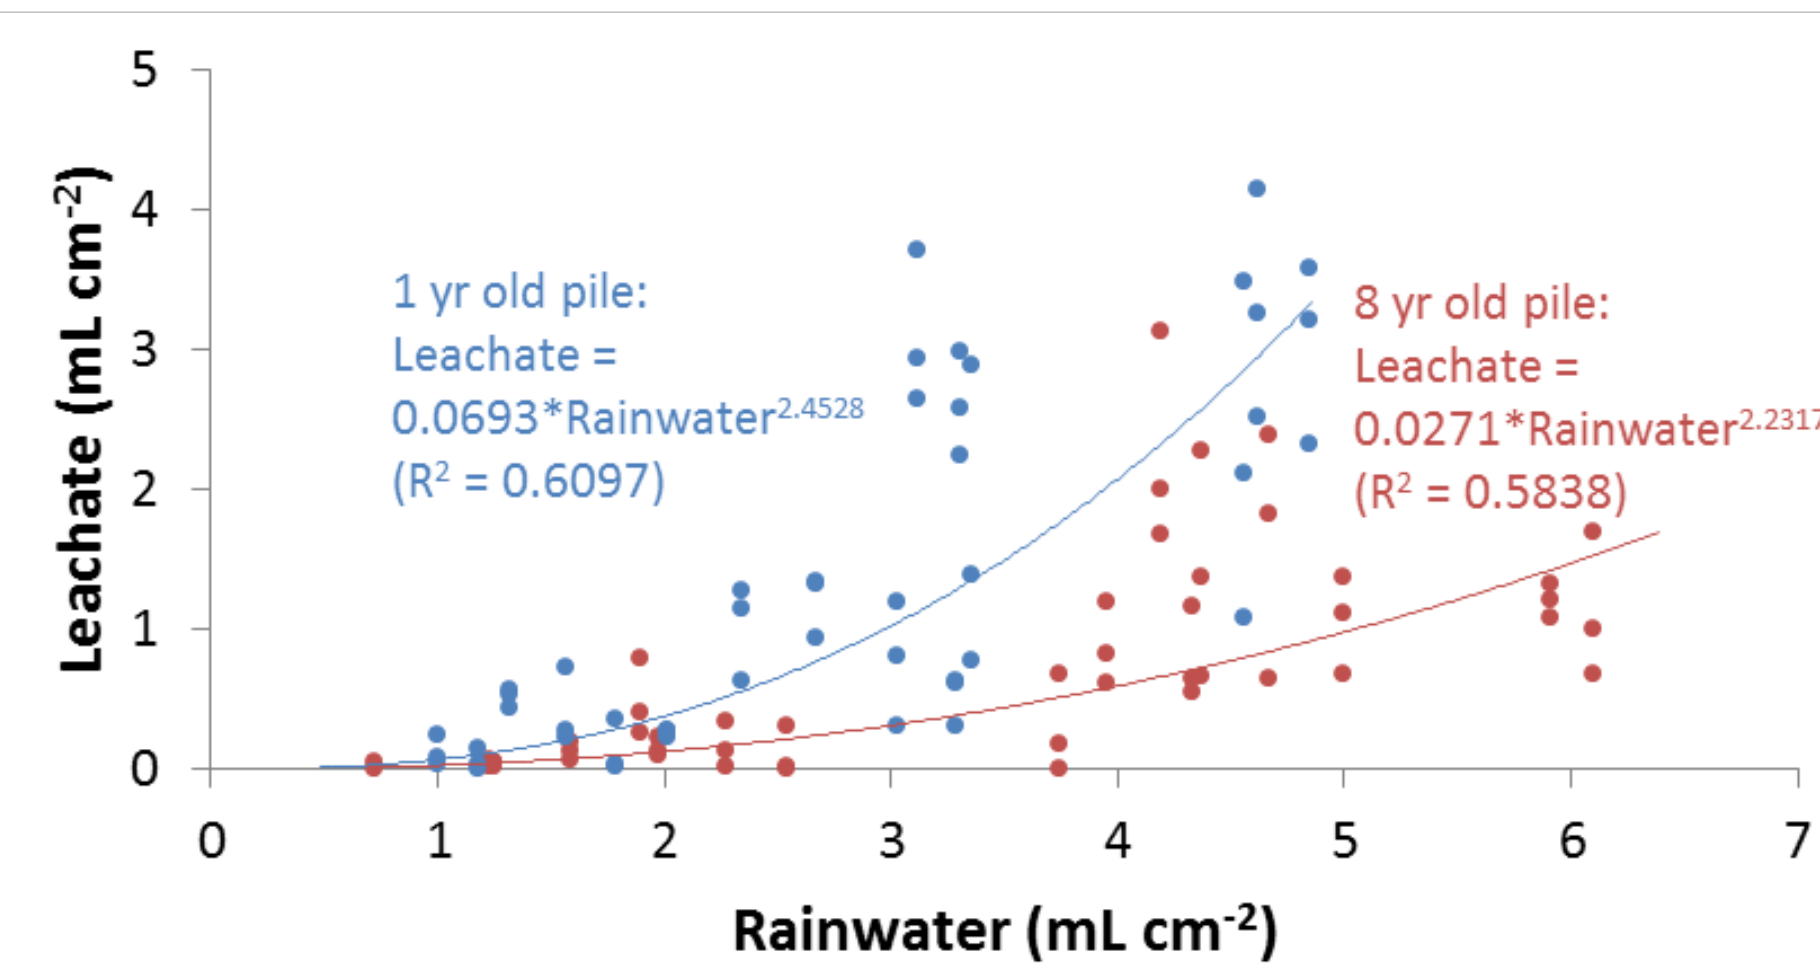 5
4
3
2
1
0
Leachate (mL cm⁻²)
1 yr old pile:
Leachate =
0.0693*Rainwater²·⁴⁵²⁸
(R² = 0.6097)
8 yr old pile:
Leachate =
0.0271*Rainwater²·²³¹⁷
(R² = 0.5838)
0 1 2 3 4 5 6 7
Rainwater (mL cm⁻²)